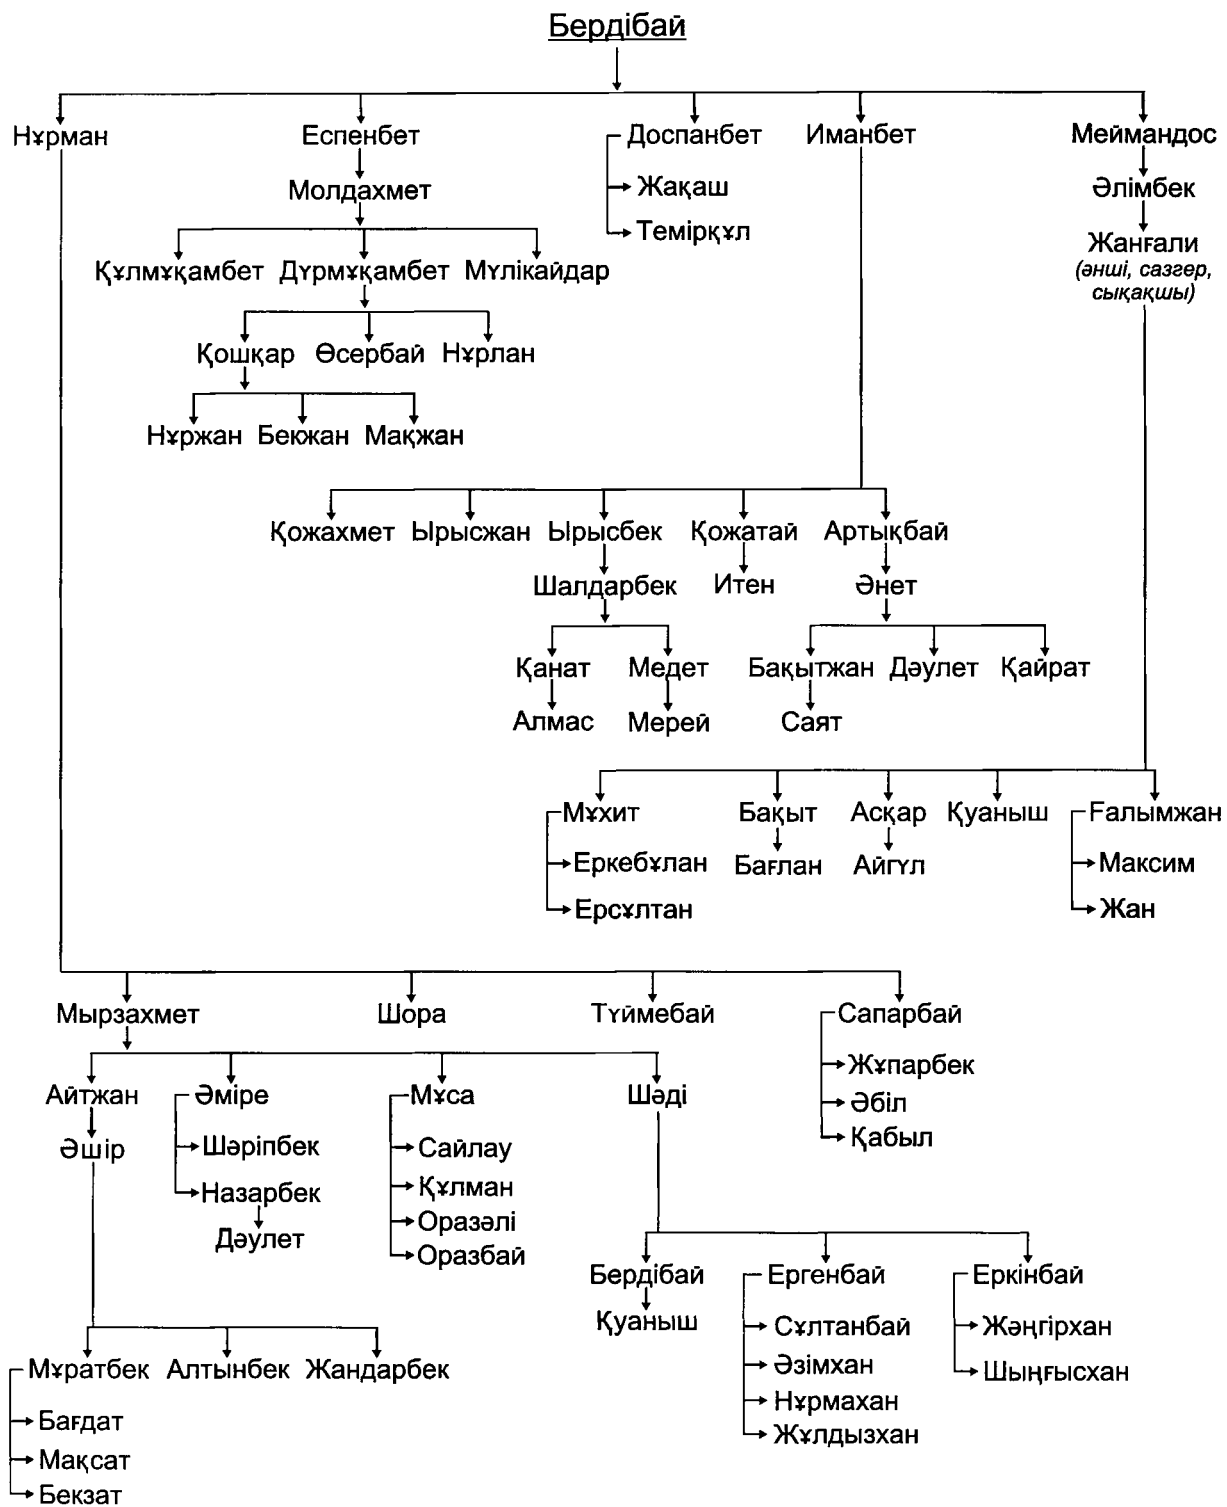 Бердібай
Нұрман Еспенбет Доспанбет Иманбет Меймандос
Молдахмет Жақаш Әлімбек
Темірқұл Жанғали
(әнші, сазгер,
сықақшы)
Құлмұқамбет Дүрмұқамбет Мүлікайдар
Қошқар Өсербай Нұрлан
Нұржан Бекжан Мақжан
Қожахмет Ырысжан Ырысбек Қожатай Артықбай
Шалдарбек Итен Әнет
Қанат Медет Бақытжан Дәулет Қайрат
Алмас Мерей Саят
Мұхит Бақыт Асқар Қуаныш Ғалымжан
Еркебұлан Бағлан Айгүл Максим
Ерсұлтан Жан
Мырзахмет Шора Түймебай Сапарбай
Жұпарбек
Айтжан Әміре Мұса Шәді Әбіл
Қабыл
Әшір Шәріпбек Сайлау
Назарбек Құлман
Дәулет Оразәлі
Оразбай
Бердібай Ергенбай Еркінбай
Қуаныш Сұлтанбай Жәңгірхан
Мұратбек Алтынбек Жандарбек Әзімхан Шыңғысхан
Нұрмахан
Бағдат Жұлдызхан
Мақсат
Бекзат